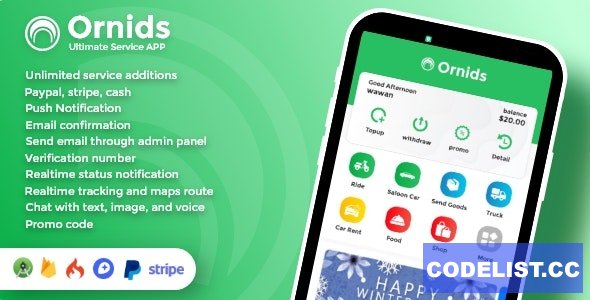 Ornids
Ultimate Service APP
Unlimited service additions
Paypal, stripe, cash
Push Notification
Email confirmation
Send email through admin panel
Verification number
Realtime status notification
Realtime tracking and maps route
Chat with text, image, and voice
Promo code
PayPal stripe
Ornids
Good Afternoon
wawan
balance
$20.00
Topup withdraw promo Detail
Ride Saloon Car Send Goods Truck
Car Rent Food Shop More
HAPPY
WINTER
CODELIST.CC